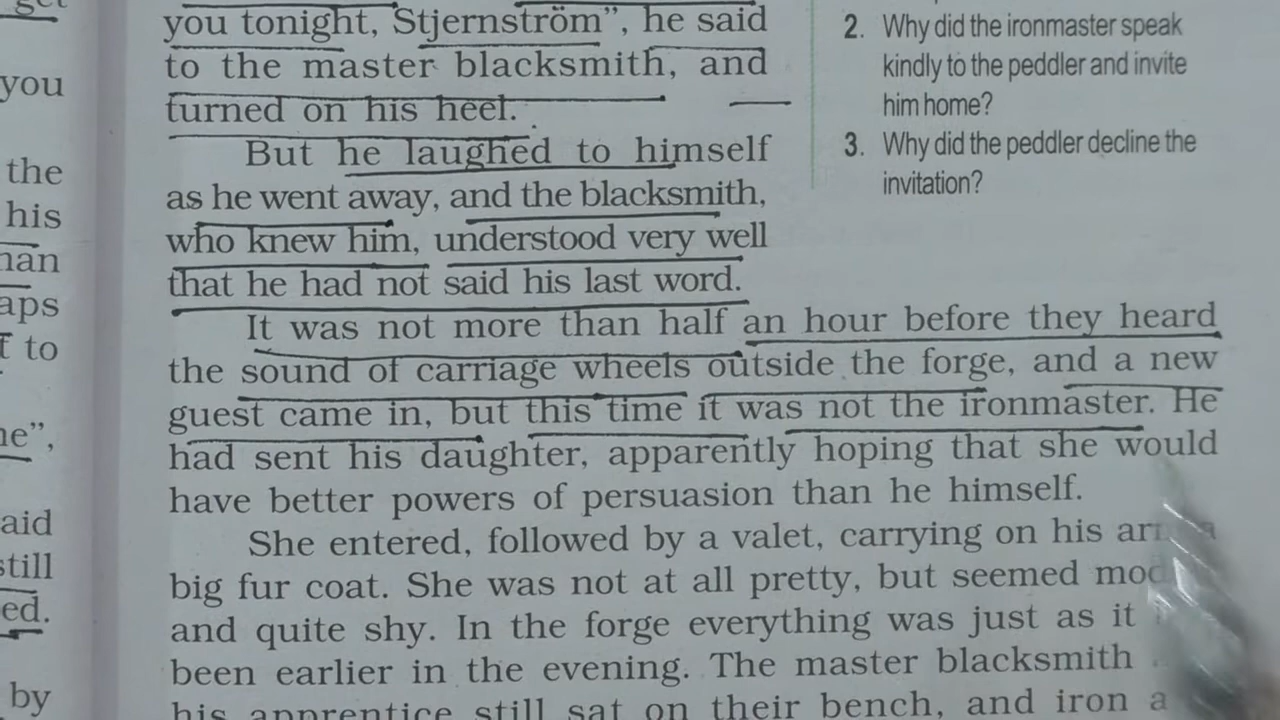 you
the
his
to
aid
by
you tonight, Stjernström", he said
to the master blacksmith, and
turned on his heel.
But he laughed to himself
as he went away, and the blacksmith,
who knew him, understood very well
that he had not said his last word.
It was not more than half an hour before they heard
the sound of carriage wheels outside the forge, and a new
guest came in, but this time it was not the ironmaster. He
had sent his daughter, apparently hoping that she would
have better powers of persuasion than he himself.
She entered, followed by a valet, carrying on his
big fur coat. She was not at all pretty, but seemed
and quite shy. In the forge everything was just as it
been earlier in the evening. The master blacksmith
his apprentice still sat on their bench, and iron a
2. Why did the ironmaster speak
kindly to the peddler and invite
him home?
3. Why did the peddler decline the
invitation?